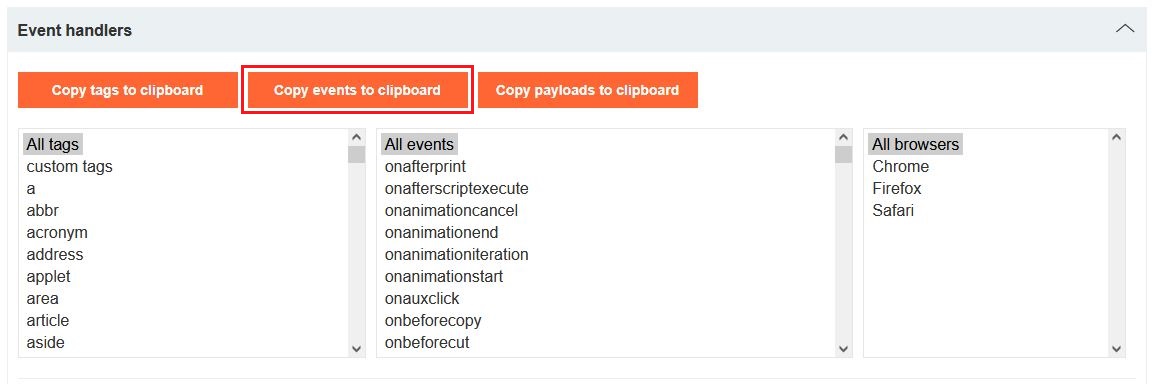 Event handlers
Copy tags to clipboard
Copy events to clipboard
Copy payloads to clipboard
All tags
custom tags
a
abbr
acronym
address
applet
area
article
aside
All events
onafterprint
onafterscriptexecute
onanimationcancel
onanimationend
onanimationiteration
onanimationstart
onauxclick
onbeforecopy
onbeforecut
All browsers
Chrome
Firefox
Safari